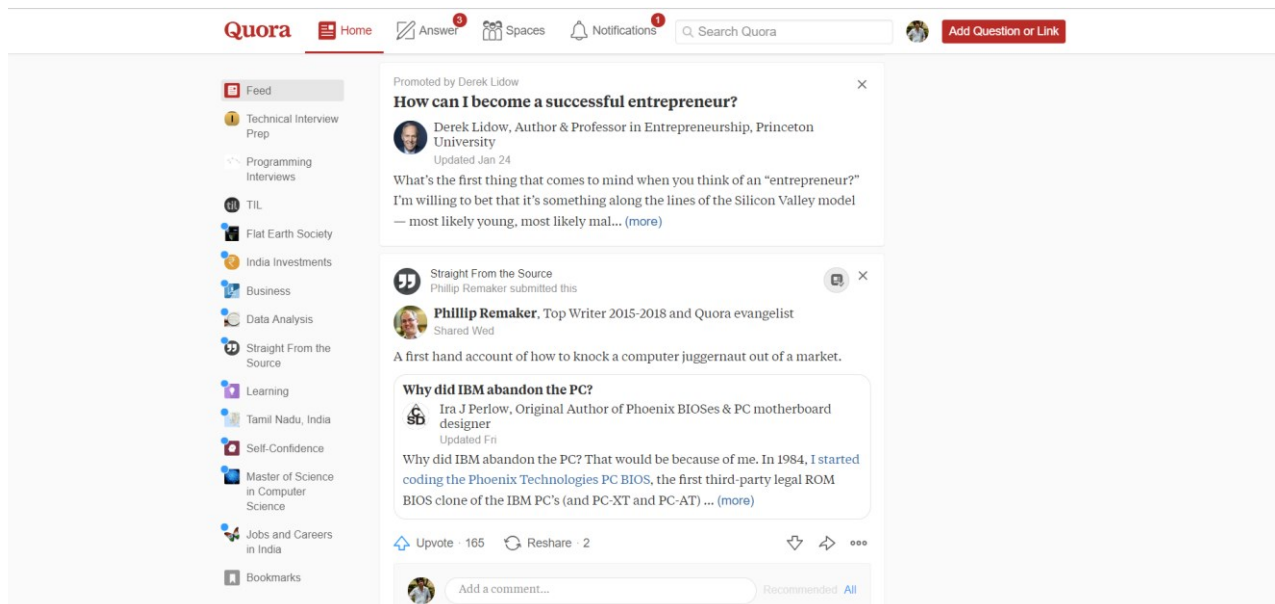 Quora
Home
3
Answer
Spaces
1
Notifications
Search Quora
Add Question or Link
Feed
Technical Interview
Prep
Programming
Interviews
til
TIL
Flat Earth Society
India Investments
Business
Data Analysis
Straight From the
Source
Learning
Tamil Nadu, India
Self-Confidence
Master of Science
in Computer
Science
Jobs and Careers
in India
Bookmarks
Promoted by Derek Lidow
How can I become a successful entrepreneur?
Derek Lidow, Author & Professor in Entrepreneurship, Princeton
University
Updated Jan 24
What’s the first thing that comes to mind when you think of an “entrepreneur?”
I’m willing to bet that it’s something along the lines of the Silicon Valley model
— most likely young, most likely mal... (more)
Straight From the Source
Phillip Remaker submitted this
Phillip Remaker, Top Writer 2015-2018 and Quora evangelist
Shared Wed
A first hand account of how to knock a computer juggernaut out of a market.
Why did IBM abandon the PC?
CSD
Ira J Perlow, Original Author of Phoenix BIOSes & PC motherboard
designer
Updated Fri
Why did IBM abandon the PC? That would be because of me. In 1984, I started
coding the Phoenix Technologies PC BIOS, the first third-party legal ROM
BIOS clone of the IBM PC’s (and PC-XT and PC-AT) ... (more)
Upvote · 165
Reshare · 2
Add a comment...
Recommended All